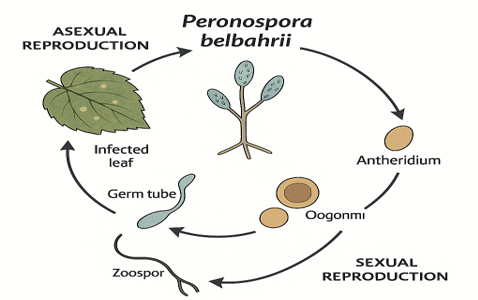 ASEXUAL
REPRODUCTION
Peronospora
belbahrii
Antheridium
Infected
leaf
Germ tube
Oogonmi
Zoospor
SEXUAL
REPRODUCTION